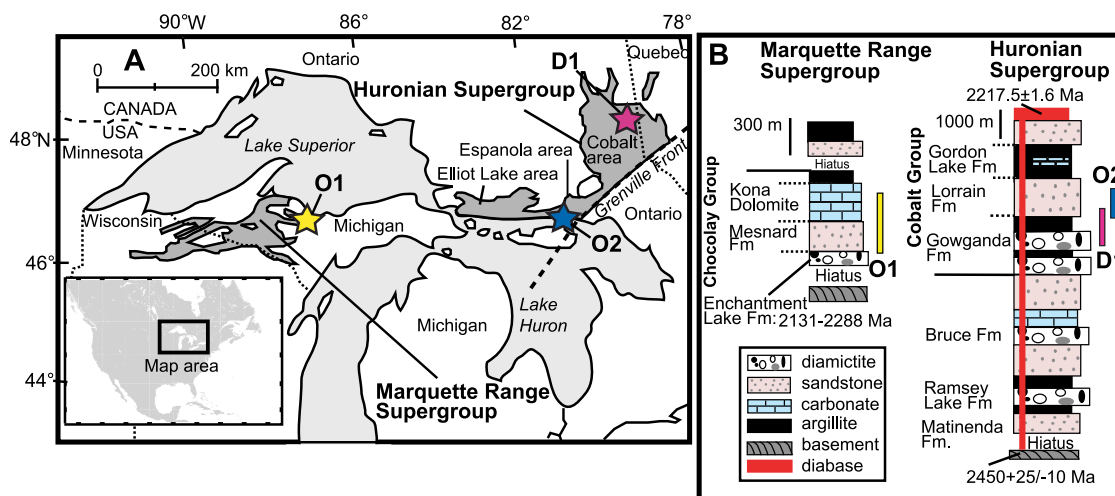 90°W
86°
82
78°
A
0
200 km
Ontario
D1
Quebec
Huronian Supergroup
CANADA
USA
48°N
Minnesota
Lake Superior
Cobalt
area
Espanola area
Elliot Lake area
Grenville Front
O1
Wisconsin
Michigan
Ontario
O2
46°
Lake
Huron
Michigan
Map area
44°
Marquette Range
Supergroup
B
Marquette Range
Supergroup
Huronian
Supergroup
2217.5±1.6 Ma
300 m
1000 m
Chocolay Group
Hiatus
Kona
Dolomite
Mesnard
Fm
O1
Hiatus
Enchantment
Lake Fm:
2131-2288 Ma
diamictite
sandstone
carbonate
argillite
basement
diabase
Cobalt Group
Gordon
Lake Fm
Lorrain
Fm
Gowganda
Fm
O2
D1
Bruce Fm
Ramsey
Lake Fm
Matinenda
Fm.
Hiatus
2450+25/-10 Ma